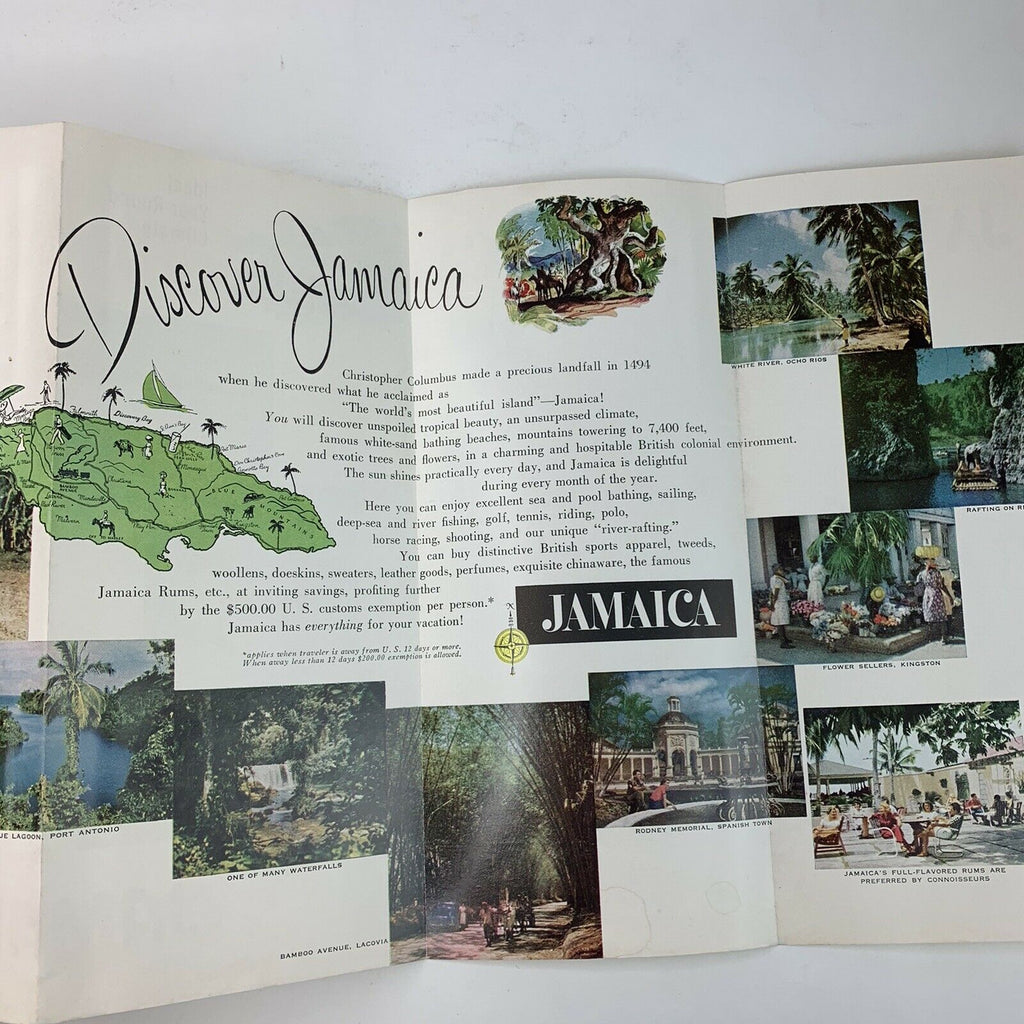 Discover Jamaica
Christopher Columbus made a precious landfall in 1494
when he discovered what he acclaimed as
"The world's most beautiful island"—Jamaica!
You will discover unspoiled tropical beauty, an unsurpassed climate,
famous white-sand bathing beaches, mountains towering to 7,400 feet,
and exotic trees and flowers, in a charming and hospitable British colonial environment.
The sun shines practically every day, and Jamaica is delightful
during every month of the year.
Here you can enjoy excellent sea and pool bathing, sailing,
deep-sea and river fishing, golf, tennis, riding, polo,
horse racing, shooting, and our unique "river-rafting."
You can buy distinctive British sports apparel, tweeds,
woollens, doeskins, sweaters, leather goods, perfumes, exquisite chinaware, the famous
Jamaica Rums, etc., at inviting savings, profiting further
by the $500.00 U. S. customs exemption per person.*
Jamaica has everything for your vacation!
*applies when traveler is away from U. S. 12 days or more.
When away less than 12 days $200.00 exemption is allowed.
JAMAICA
N
Falmouth
Discovery Bay
BLUE MOUNTAINS
Kingston
BAMBOO AVENUE
WHITE RIVER, OCHO RIOS
RAFTING ON
FLOWER SELLERS, KINGSTON
JAMAICA'S FULL-FLAVORED RUMS ARE
PREFERRED BY CONNOISSEURS
RODNEY MEMORIAL, SPANISH TOWN
BAMBOO AVENUE, LACOVIA
ONE OF MANY WATERFALLS
UE LAGOON, PORT ANTONIO